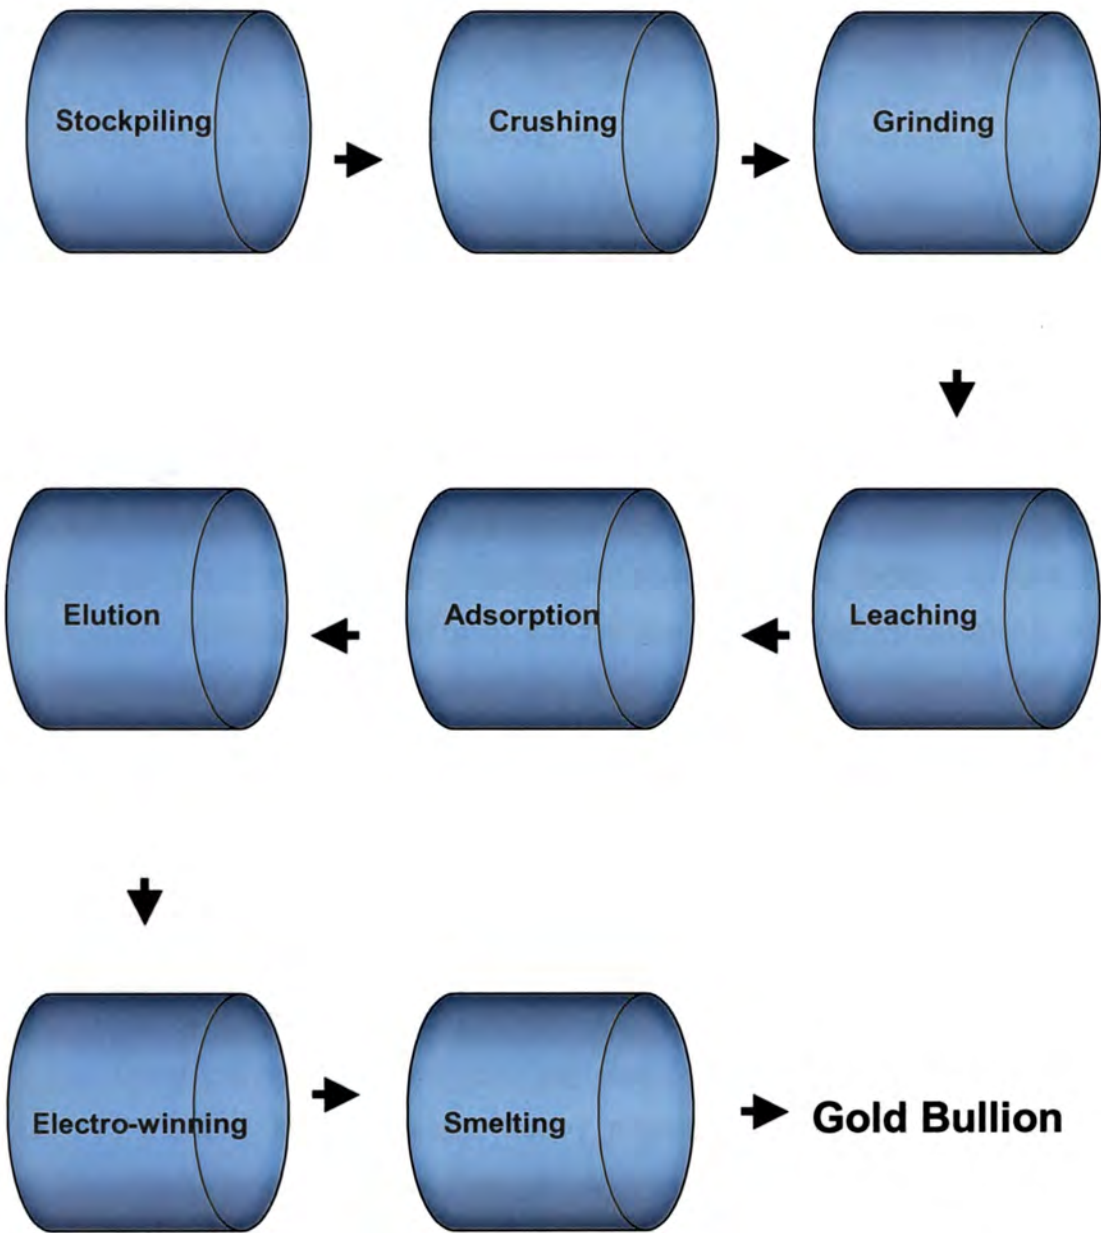 Stockpiling
Crushing
Grinding
Leaching
Adsorption
Elution
Electro-winning
Smelting
Gold Bullion